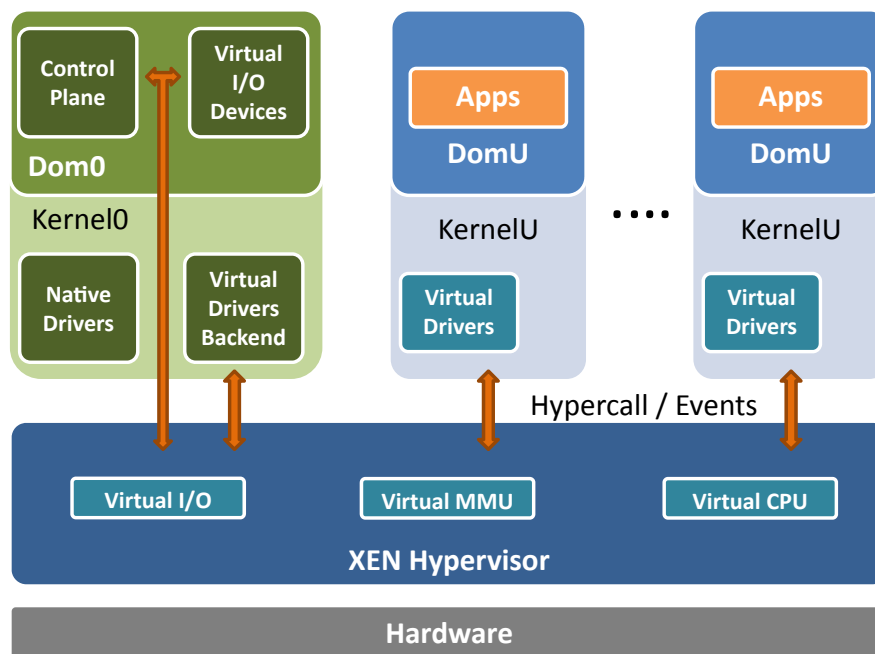 Control
Plane
Virtual
I/O
Devices
Dom0
Kernel0
Native
Drivers
Virtual
Drivers
Backend
Apps
DomU
KernelU
Virtual
Drivers
....
Apps
DomU
KernelU
Virtual
Drivers
Hypercall / Events
Virtual I/O
Virtual MMU
Virtual CPU
XEN Hypervisor
Hardware